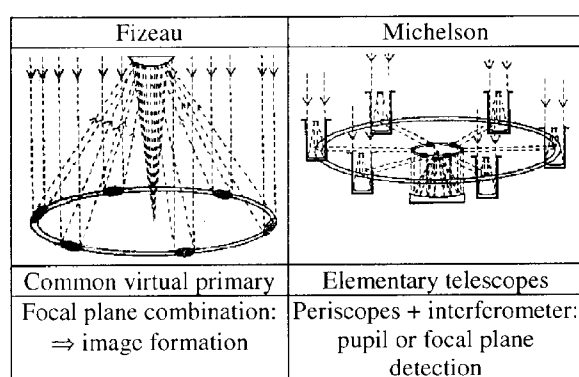 Fizeau
Michelson
Common virtual primary
Elementary telescopes
Focal plane combination:
⇒ image formation
Periscopes + interferometer:
pupil or focal plane
detection